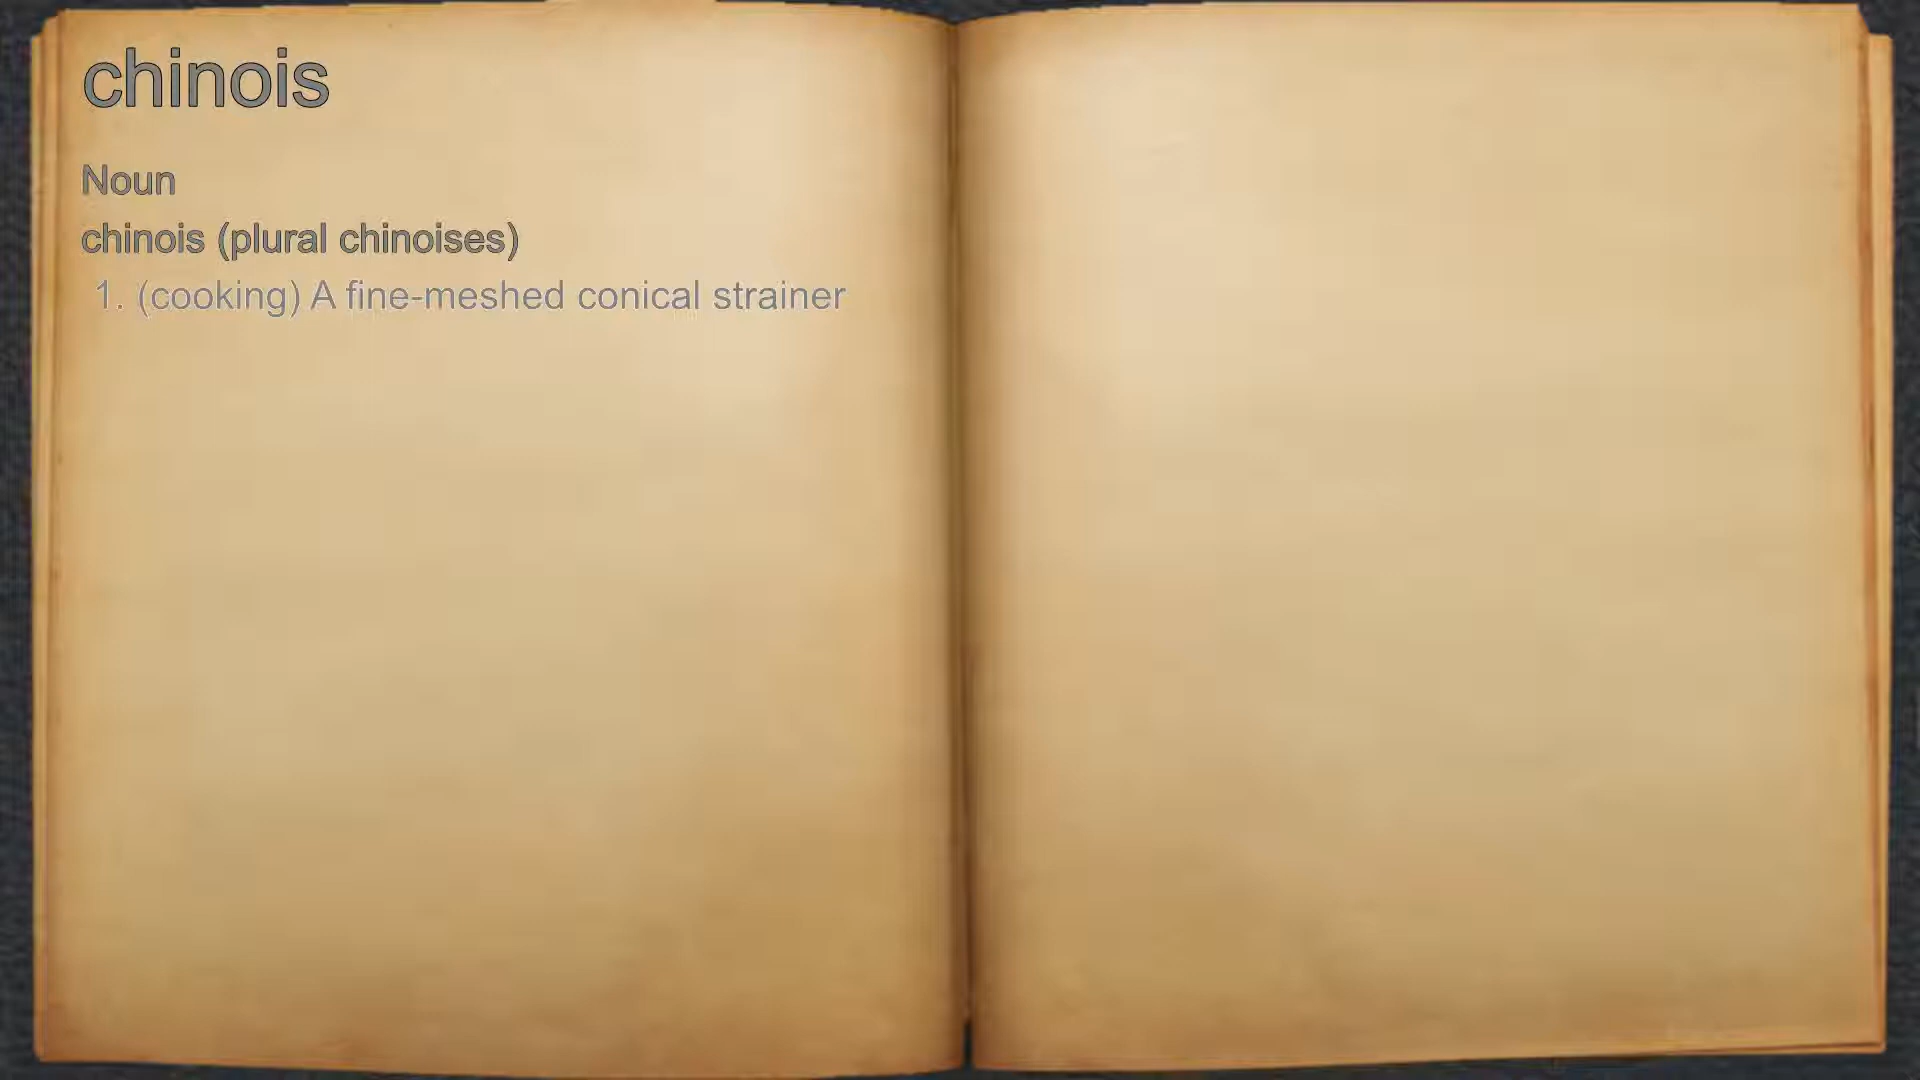 chinois
Noun
chinois (plural chinoises)
1. (cooking) A fine-meshed conical strainer